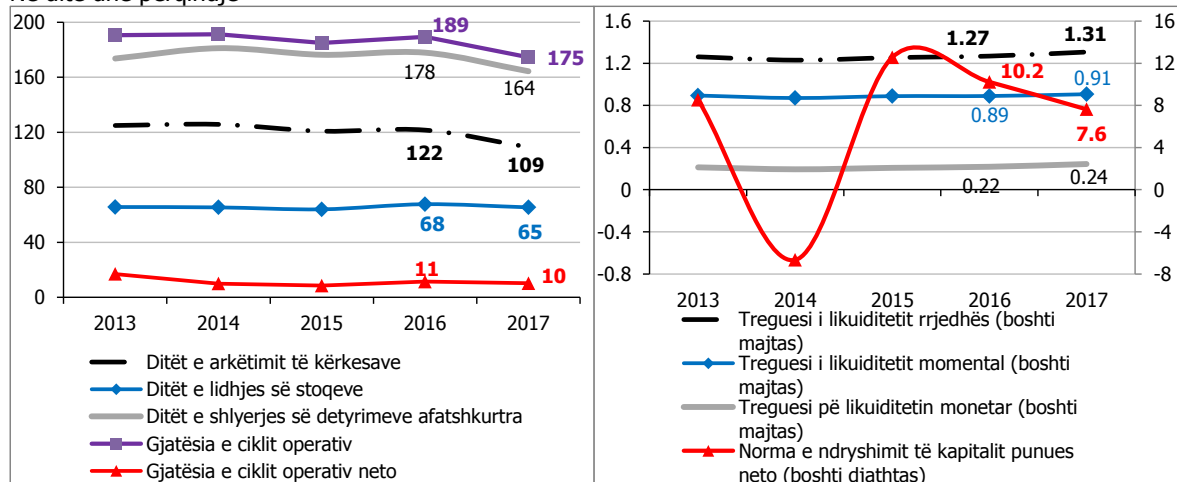 200
160
120
80
40
0
189
175
178
164
122
109
68
65
11
10
2013 2014 2015 2016 2017
Ditët e arkëtimit të kërkesave
Ditët e lidhjes së stoqeve
Ditët e shlyerjes së detyrimeve afatshkurtra
Gjatësia e ciklit operativ
Gjatësia e ciklit operativ neto
1.6
1.2
0.8
0.4
0
-0.4
-0.8
16
12
8
4
0
-4
-8
1.27
1.31
10.2
0.91
0.89
7.6
0.22
0.24
2013 2014 2015 2016 2017
Treguesi i likuiditetit rrjedhës (boshti
majtas)
Treguesi i likuiditetit momental (boshti
majtas)
Treguesi pë likuiditetin monetar (boshti
majtas)
Norma e ndryshimit të kapitalit punues
neto (boshti djathtas)